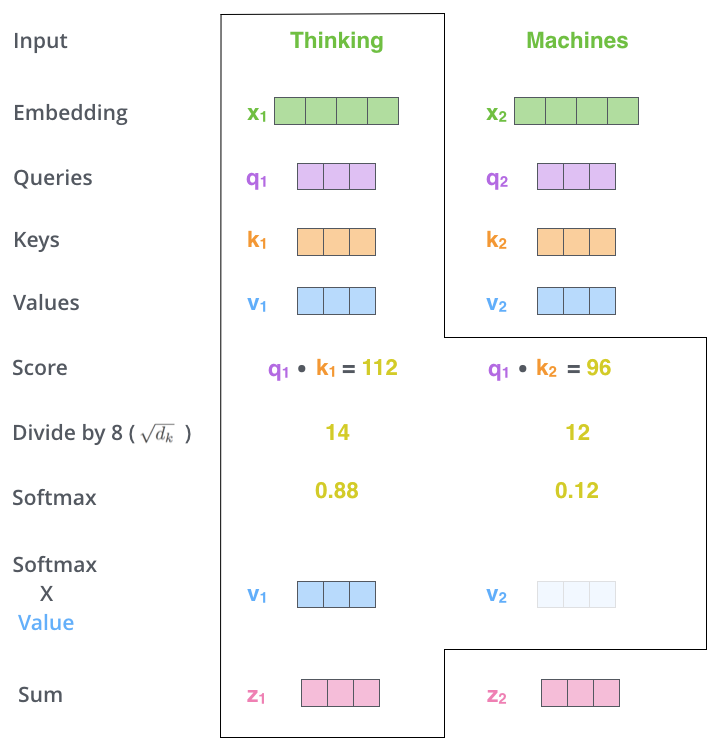 Input Thinking Machines
Embedding x1 x2
Queries q1 q2
Keys k1 k2
Values v1 v2
Score q1 • k1 = 112 q1 • k2 = 96
Divide by 8 ( √dk ) 14 12
Softmax 0.88 0.12
Softmax
X v1 v2
Value
Sum z1 z2